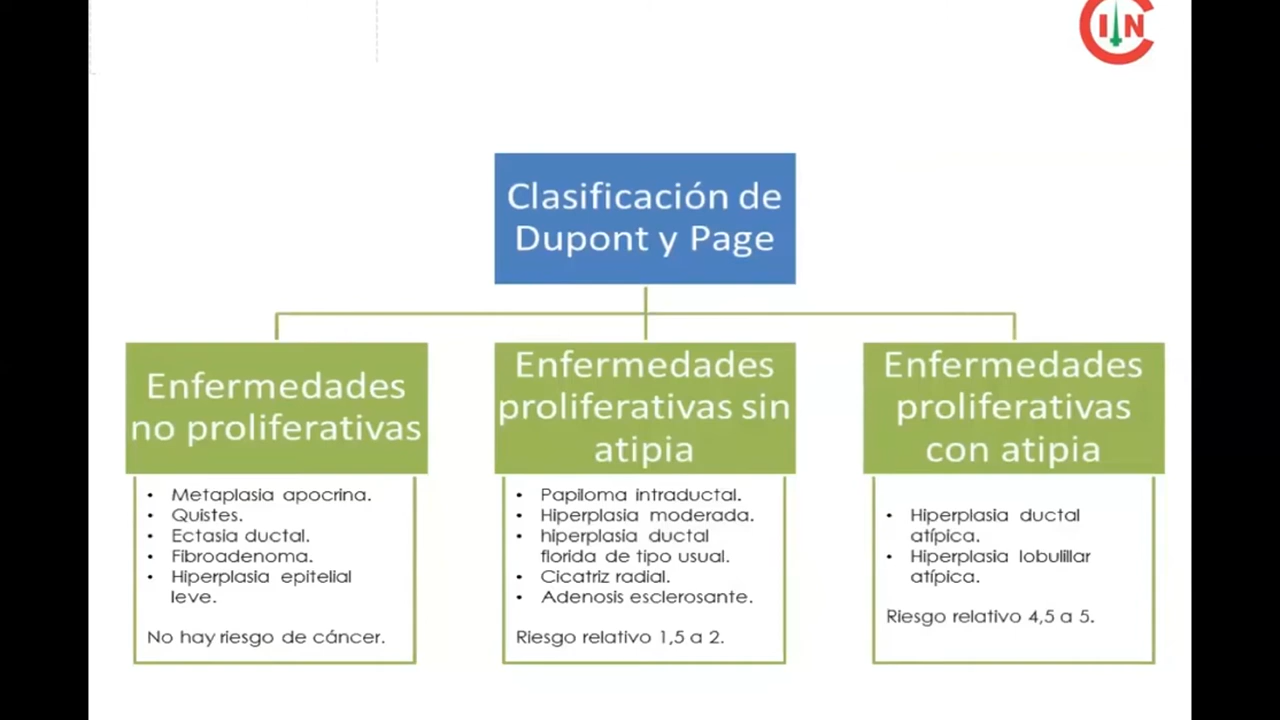 CIN
Clasificación de
Dupont y Page
Enfermedades
no proliferativas
• Metaplasia apocrina.
• Quistes.
• Ectasia ductal.
• Fibroadenoma.
• Hiperplasia epitelial
leve.
No hay riesgo de cáncer.
Enfermedades
proliferativas sin
atipia
• Papiloma intraductal.
• Hiperplasia moderada.
• hiperplasia ductal
florida de tipo usual.
• Cicatriz radial.
• Adenosis esclerosante.
Riesgo relativo 1,5 a 2.
Enfermedades
proliferativas
con atipia
• Hiperplasia ductal
atípica.
• Hiperplasia lobulillar
atípica.
Riesgo relativo 4,5 a 5.